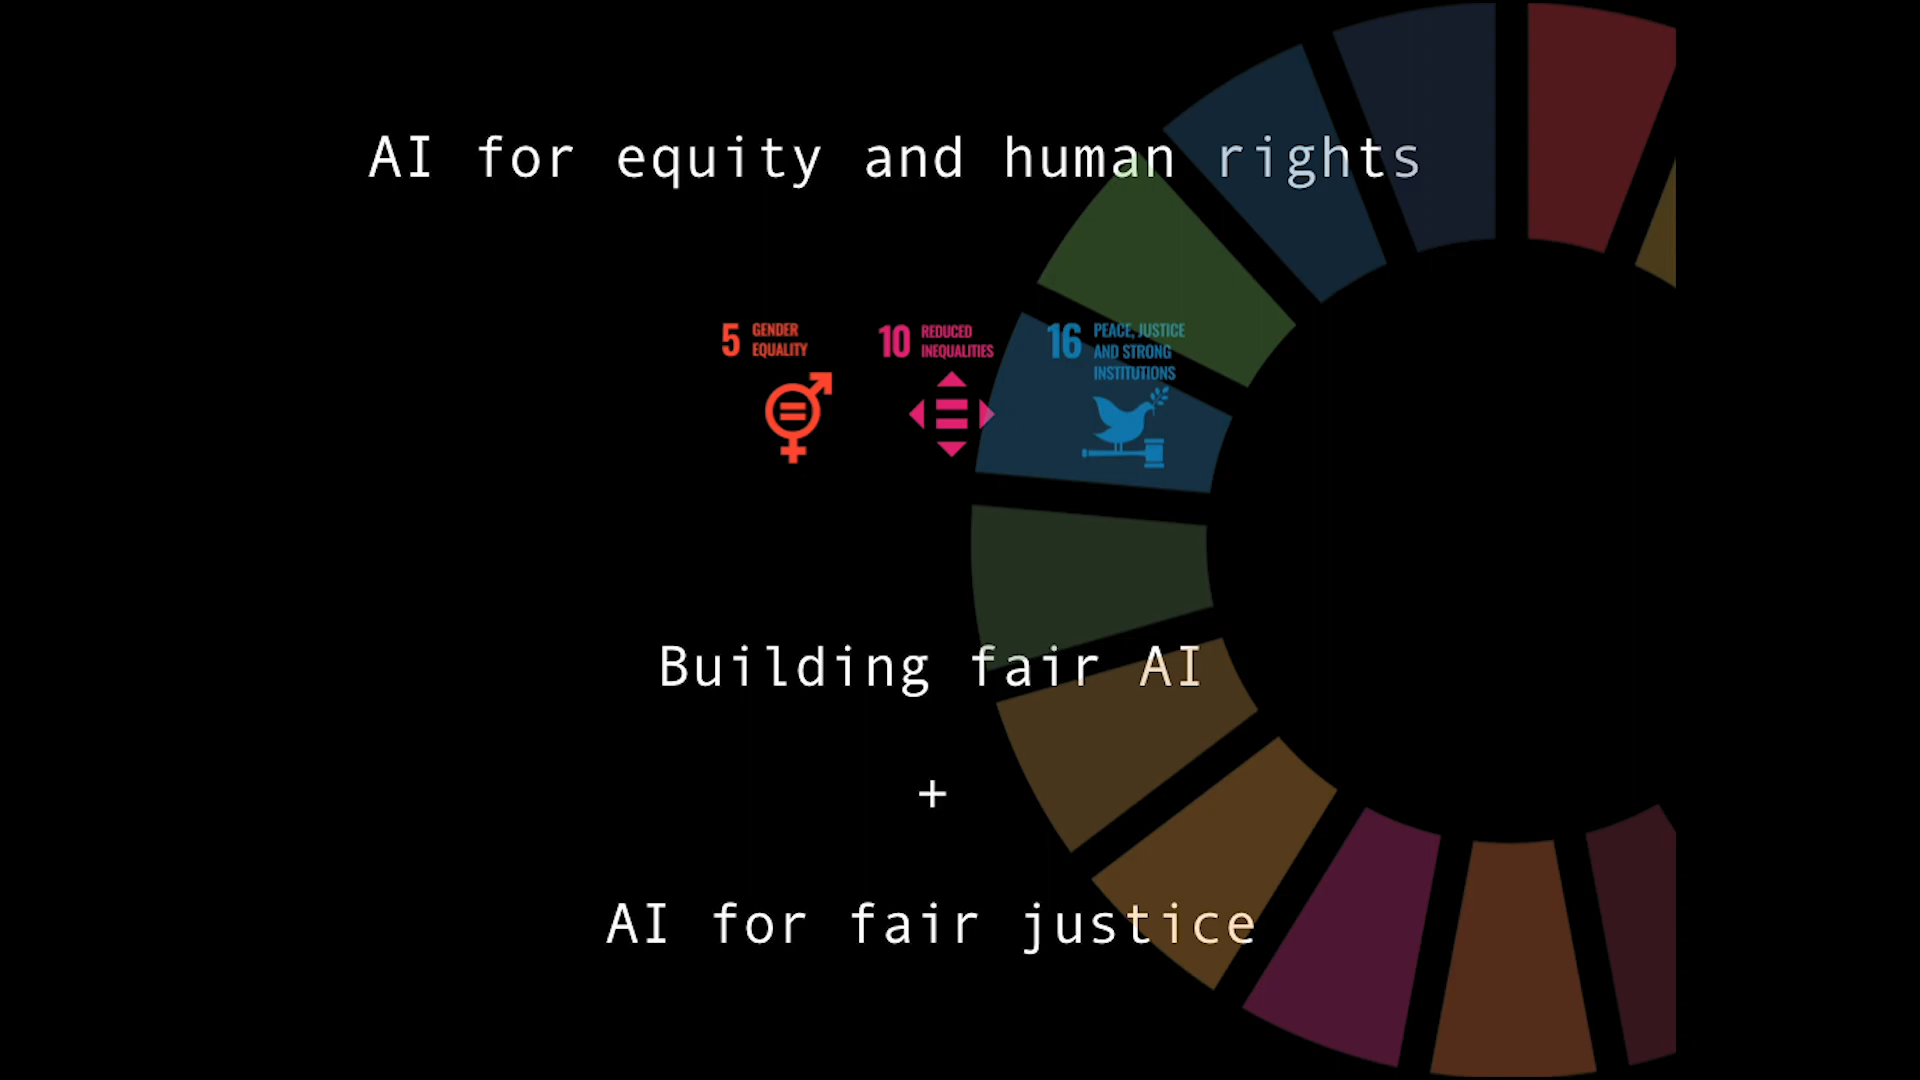 AI for equity and human rights
5 GENDER EQUALITY
10 REDUCED INEQUALITIES
16 PEACE, JUSTICE AND STRONG INSTITUTIONS
Building fair AI
+
AI for fair justice